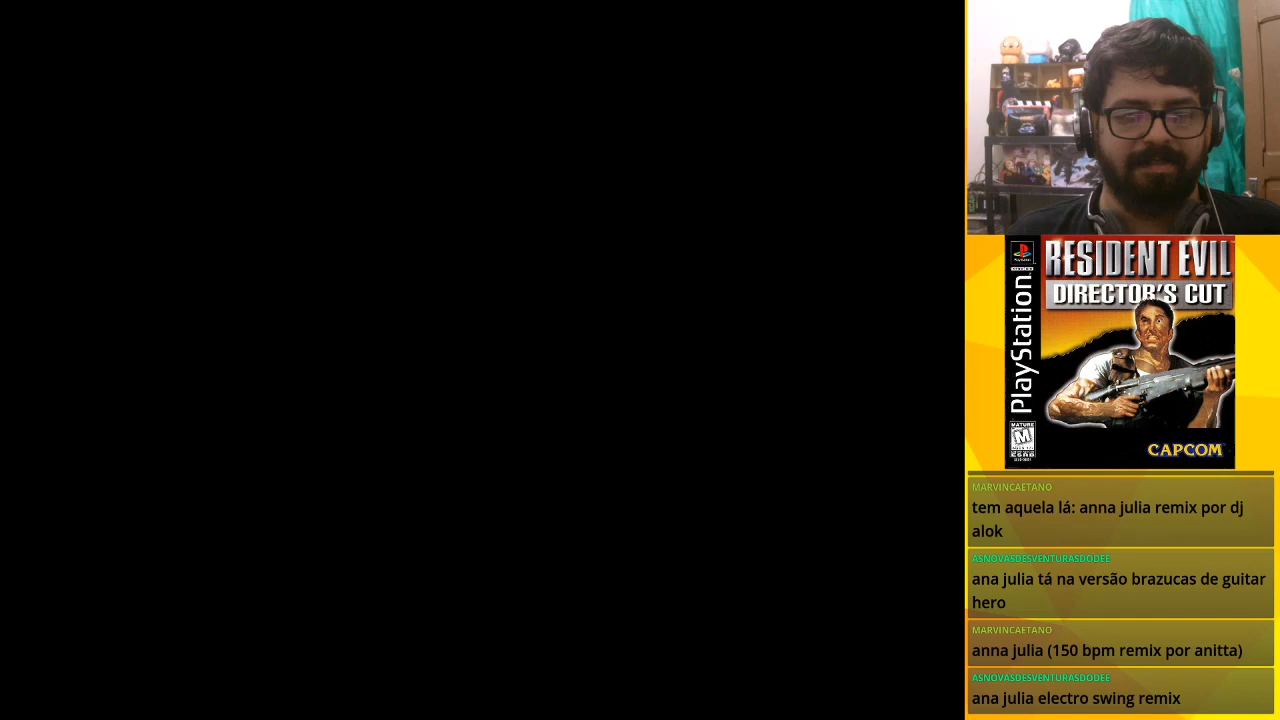 RESIDENT EVIL
DIRECTOR'S CUT
PlayStation
MATURE
M
ESRB
CAPCOM
MARVINCAETANO
tem aquela lá: anna julia remix por dj
alok
ASNOVASDESVENTURASDODEE
ana julia tá na versão brazucas de guitar
hero
MARVINCAETANO
anna julia (150 bpm remix por anitta)
ASNOVASDESVENTURASDODEE
ana julia electro swing remix